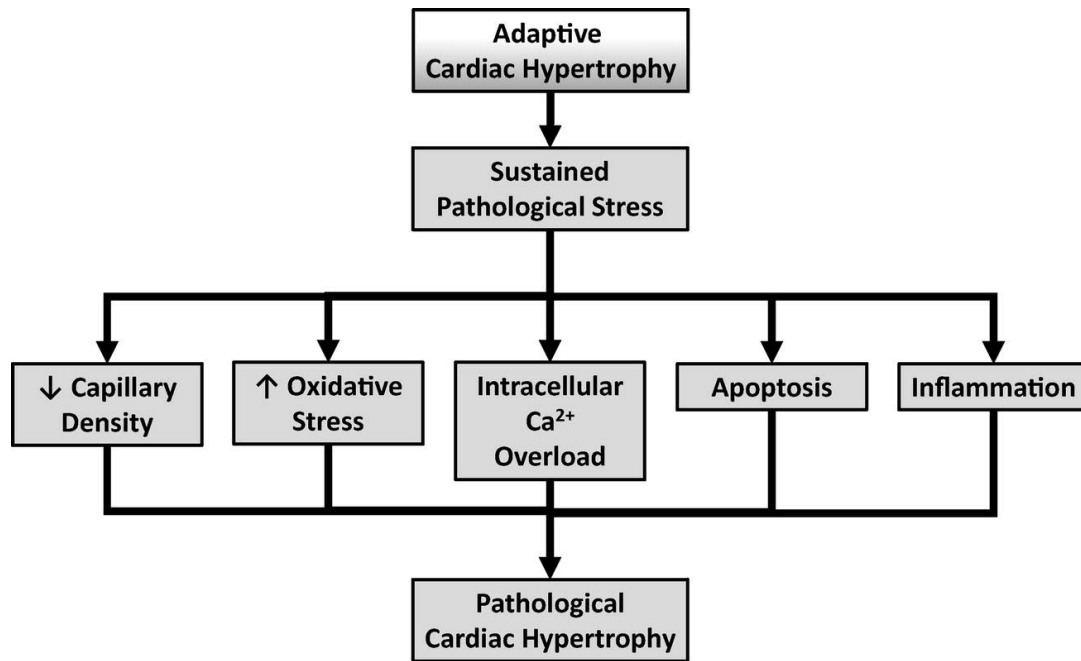 Adaptive
Cardiac Hypertrophy
Sustained
Pathological Stress
↓ Capillary
Density
↑ Oxidative
Stress
Intracellular
Ca²⁺
Overload
Apoptosis
Inflammation
Pathological
Cardiac Hypertrophy